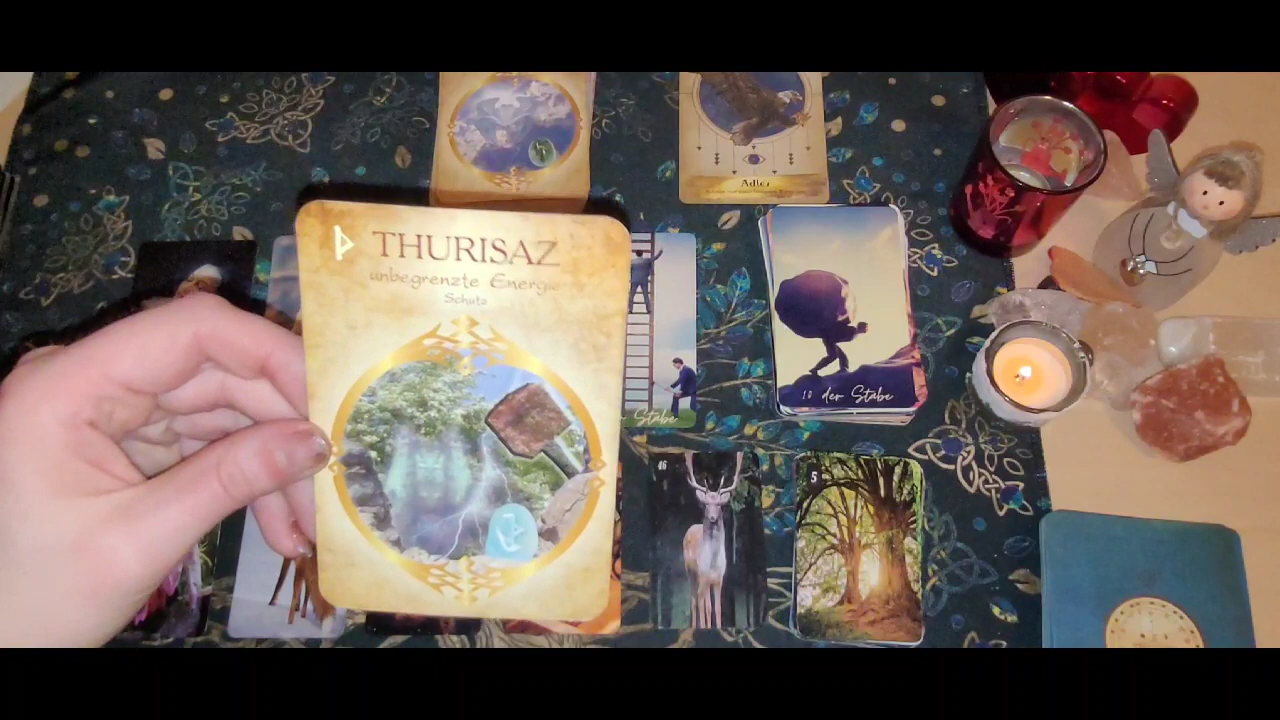 THURISAZ
unbegrenzte Energie
Schutz
Adler
Stäbe
10 der Stäbe
46
5